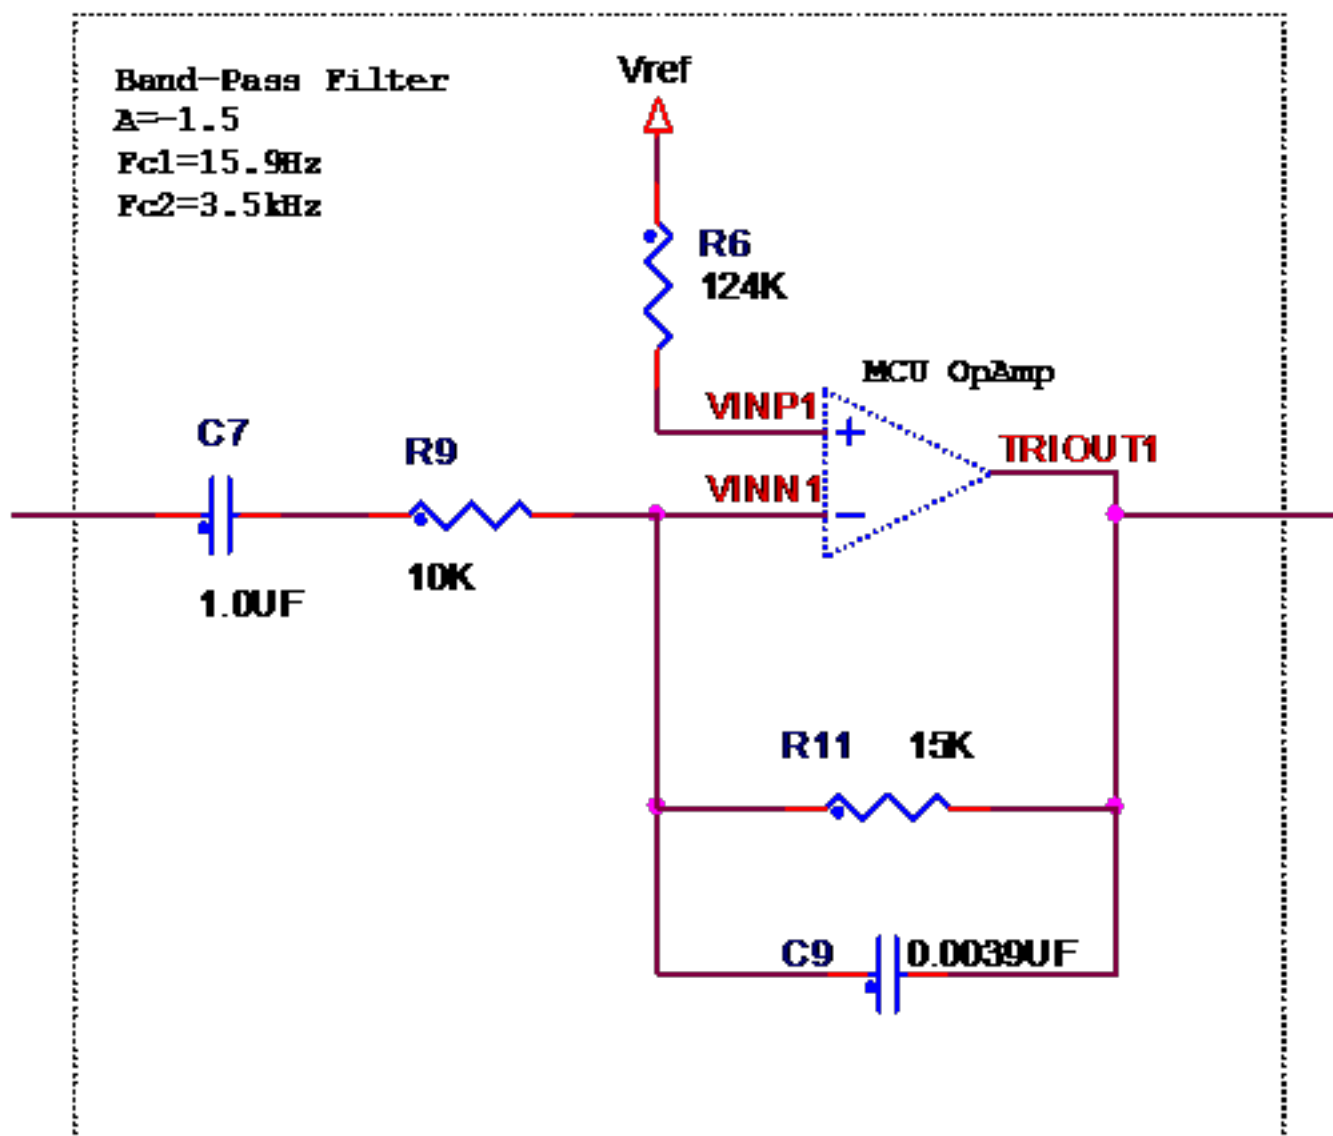 Band-Pass Filter
A=-1.5
Fc1=15.9Hz
Fc2=3.5kHz
Vref
R6
124K
MCU OpAmp
VINP1
+
TRIOUT1
C7
R9
VINN1
−
1.0UF
10K
R11 15K
C9 0.0039UF